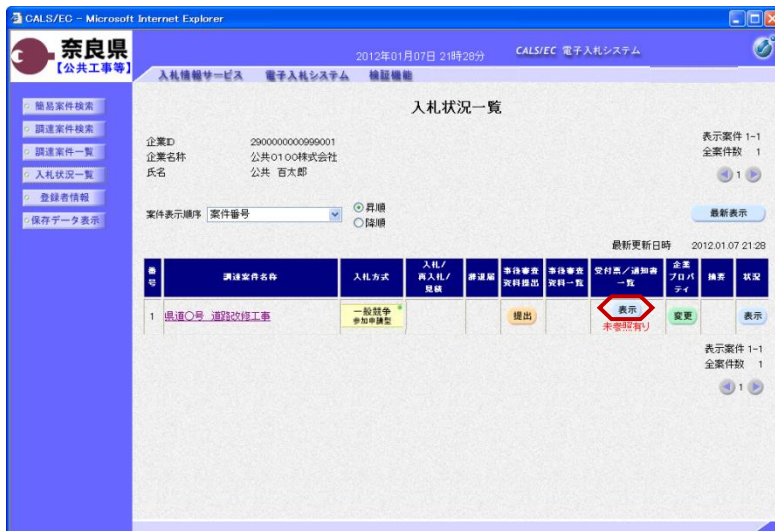 CALS/EC - Microsoft Internet Explorer
奈良県
【公共工事等】
2012年01月07日 21時28分
CALS/EC 電子入札システム
入札情報サービス 電子入札システム 検証機能
簡易案件検索
調達案件検索
調達案件一覧
入札状況一覧
登録者情報
保存データ表示
入札状況一覧
企業ID 2900000000999001
企業名称 公共0100株式会社
氏名 公共 百太郎
表示案件 1-1
全案件数 1
1
案件表示順序 案件番号
昇順
降順
最新表示
最新更新日時 2012.01.07 21:28
番号 調達案件名称 入札方式 入札/再入札/見積 辞退届 事後審査資料提出 事後審査資料一覧 受付票/通知書一覧 企業プロパティ 摘要 状況
1 県道○号 道路改修工事 一般競争 参加申請型 提出 表示 未参照有り 変更 表示
表示案件 1-1
全案件数 1
1